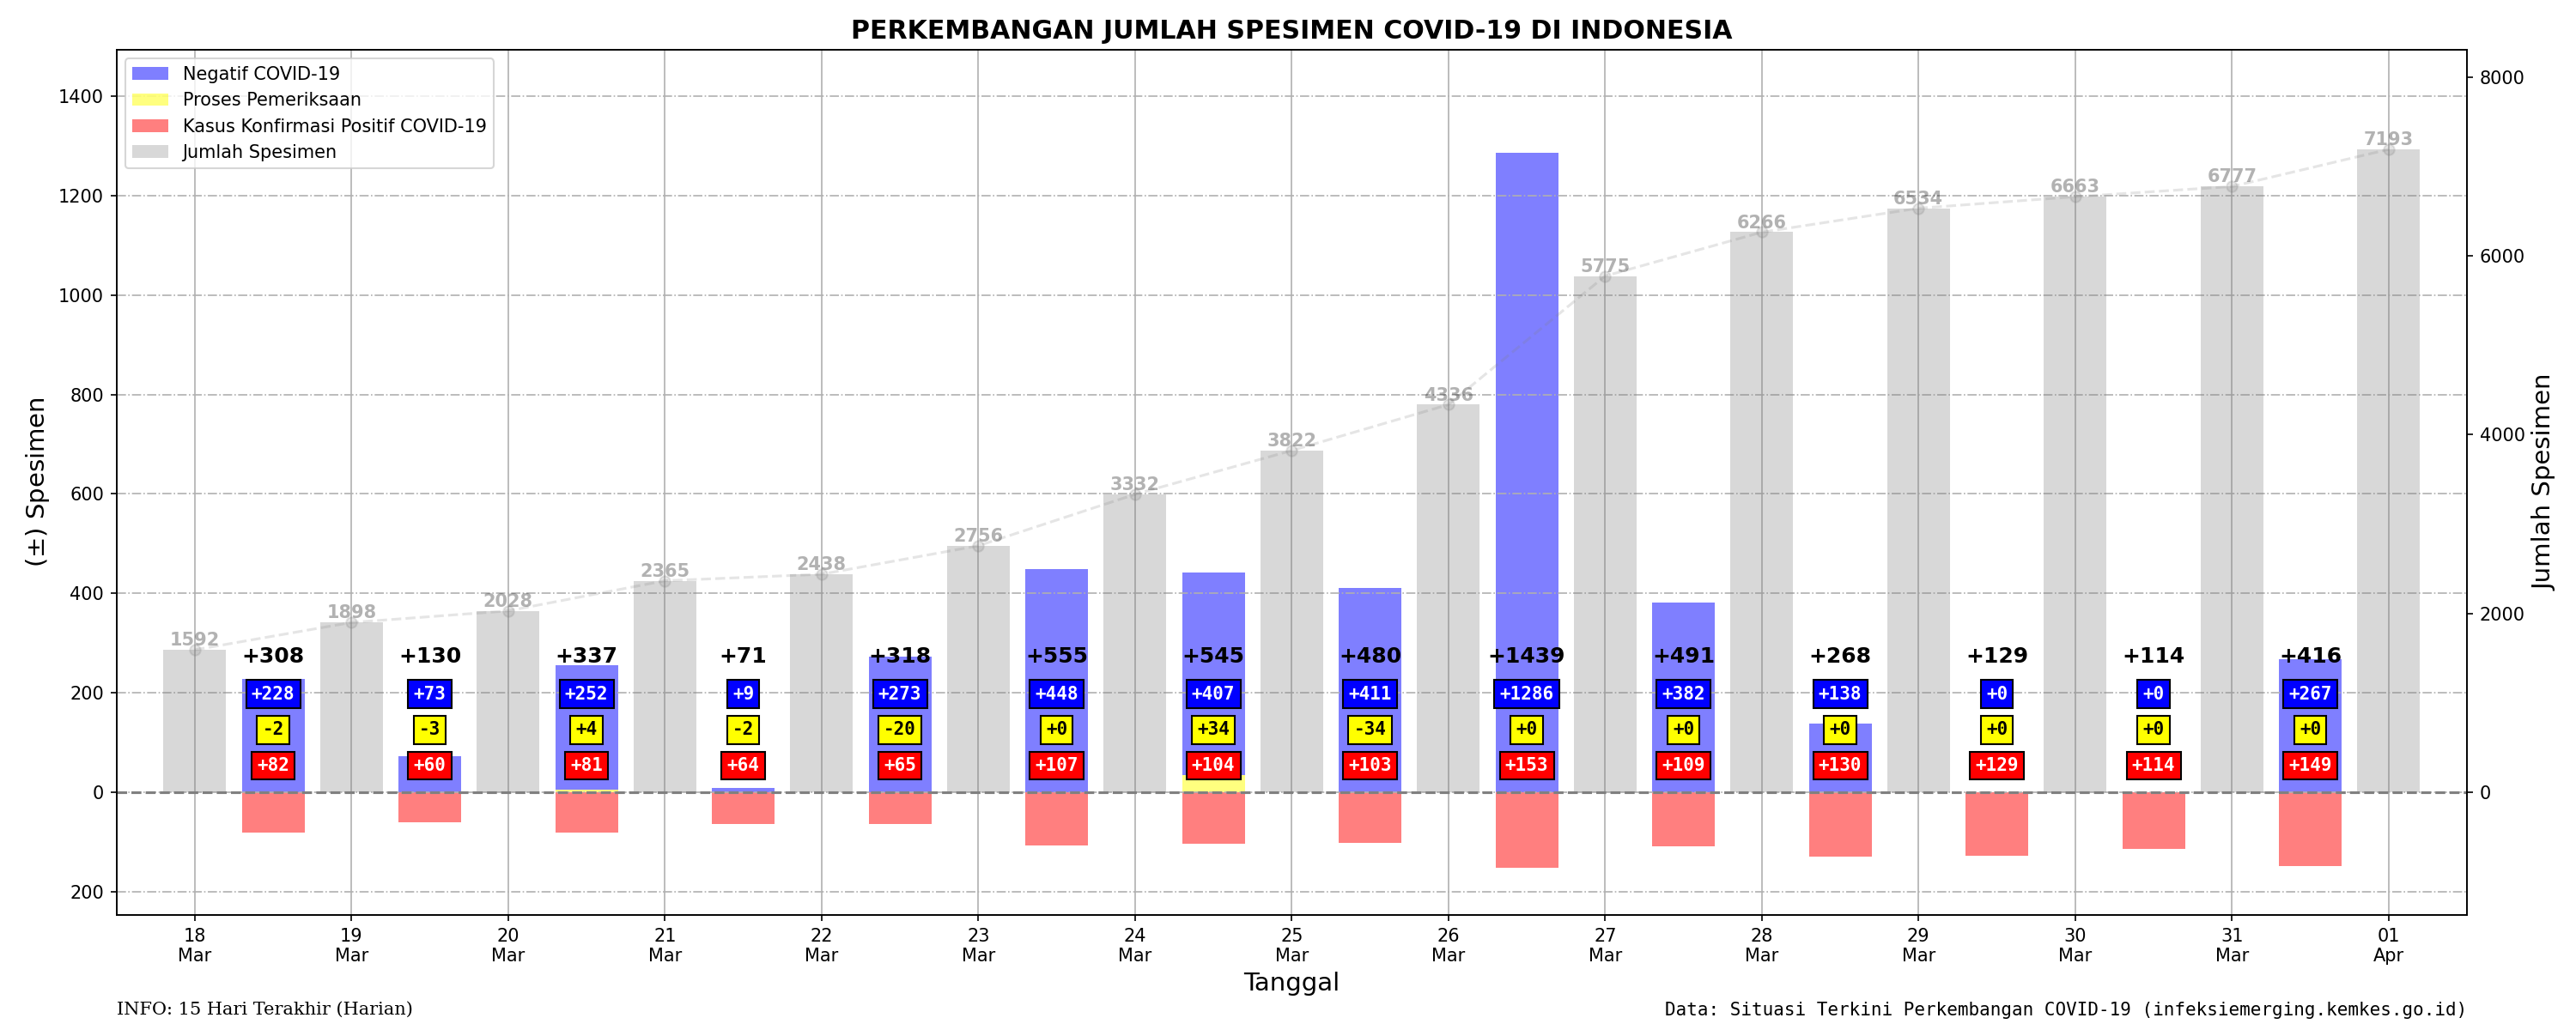 PERKEMBANGAN JUMLAH SPESIMEN COVID-19 DI INDONESIA
Negatif COVID-19
Proses Pemeriksaan
Kasus Konfirmasi Positif COVID-19
Jumlah Spesimen
(±) Spesimen
1400
1200
1000
800
600
400
200
0
200
8000
6000
4000
2000
0
Jumlah Spesimen
1592 1898 2028 2365 2438 2756 3332 3822 4336 5775 6266 6534 6663 6777 7193
+308 +130 +337 +71 +318 +555 +545 +480 +1439 +491 +268 +129 +114 +416
+228 +73 +252 +9 +273 +448 +407 +411 +1286 +382 +138 +0 +0 +267
-2 -3 +4 -2 -20 +0 +34 -34 +0 +0 +0 +0 +0 +0
+82 +60 +81 +64 +65 +107 +104 +103 +153 +109 +130 +129 +114 +149
18 19 20 21 22 23 24 25 26 27 28 29 30 31 01
Mar Mar Mar Mar Mar Mar Mar Mar Mar Mar Mar Mar Mar Mar Apr
Tanggal
INFO: 15 Hari Terakhir (Harian)
Data: Situasi Terkini Perkembangan COVID-19 (infeksiemerging.kemkes.go.id)